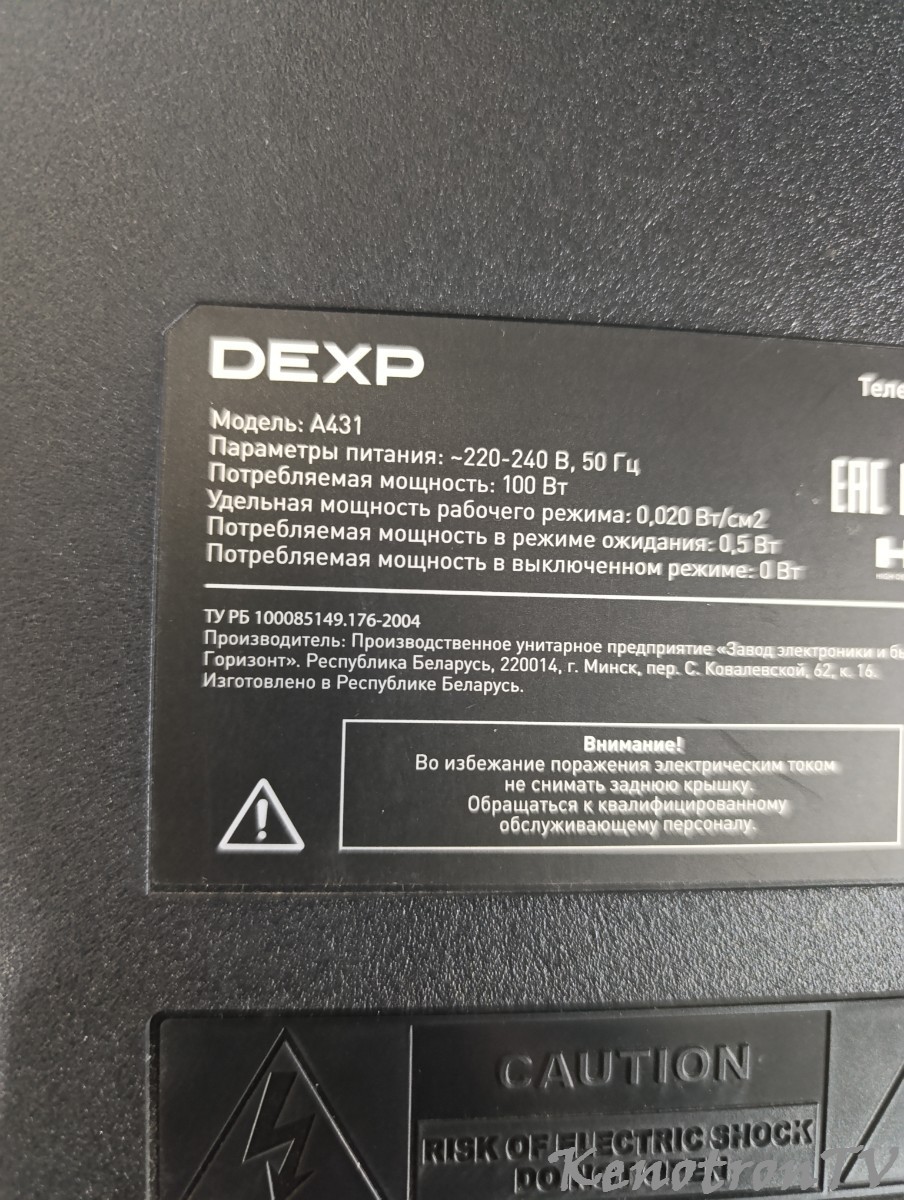 DEXP
Теле
Модель: A431
Параметры питания: ~220-240 В, 50 Гц
Потребляемая мощность: 100 Вт
EAC
Удельная мощность рабочего режима: 0,020 Вт/см2
Потребляемая мощность в режиме ожидания: 0,5 Вт
Потребляемая мощность в выключенном режиме: 0 Вт
ТУ РБ 100085149.176-2004
Производитель: Производственное унитарное предприятие «Завод электроники и бы
Горизонт». Республика Беларусь, 220014, г. Минск, пер. С. Ковалевской, 62, к. 16.
Изготовлено в Республике Беларусь.
Внимание!
Во избежание поражения электрическим током
не снимать заднюю крышку.
Обращаться к квалифицированному
обслуживающему персоналу.
CAUTION
RISK OF ELECTRIC SHOCK
DO NOT
KenotronTV